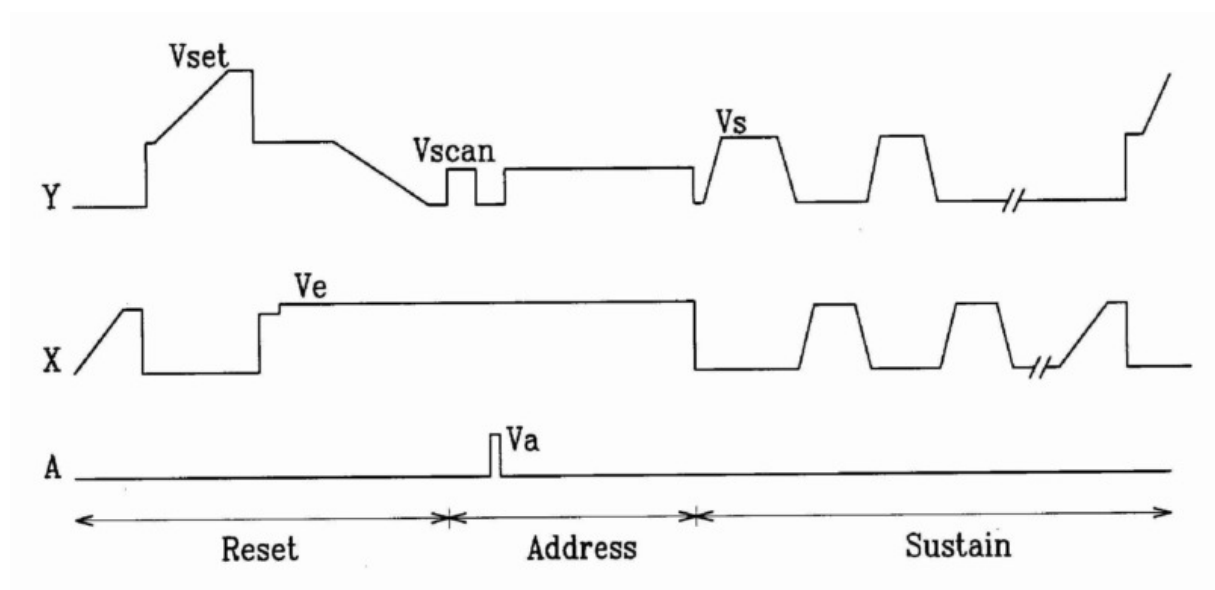 Vset
Vscan
Vs
Y
Ve
X
Va
A
Reset
Address
Sustain